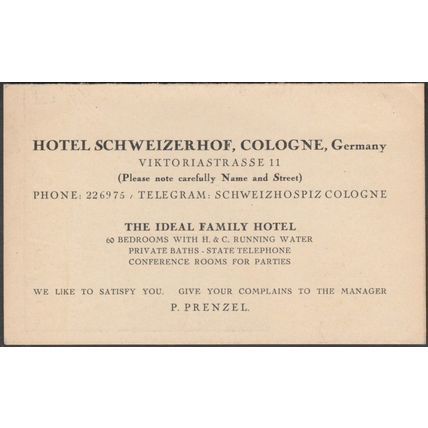 HOTEL SCHWEIZERHOF, COLOGNE, Germany
VIKTORIASTRASSE 11
(Please note carefully Name and Street)
PHONE: 226975 / TELEGRAM: SCHWEIZHOSPIZ COLOGNE
THE IDEAL FAMILY HOTEL
60 BEDROOMS WITH H. & C. RUNNING WATER
PRIVATE BATHS - STATE TELEPHONE
CONFERENCE ROOMS FOR PARTIES
WE LIKE TO SATISFY YOU. GIVE YOUR COMPLAINS TO THE MANAGER
P. PRENZEL.